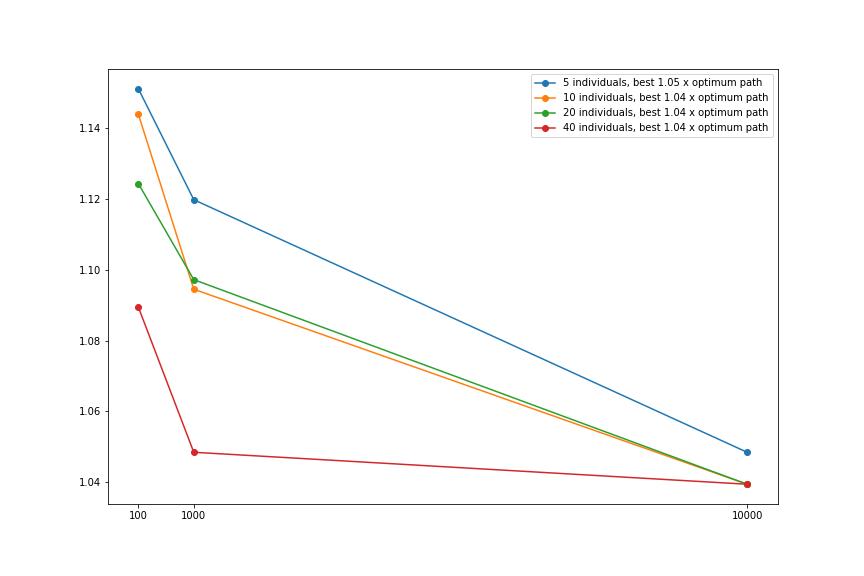 5 individuals, best 1.05 x optimum path
10 individuals, best 1.04 x optimum path
20 individuals, best 1.04 x optimum path
40 individuals, best 1.04 x optimum path
1.14
1.12
1.10
1.08
1.06
1.04
100 1000 10000